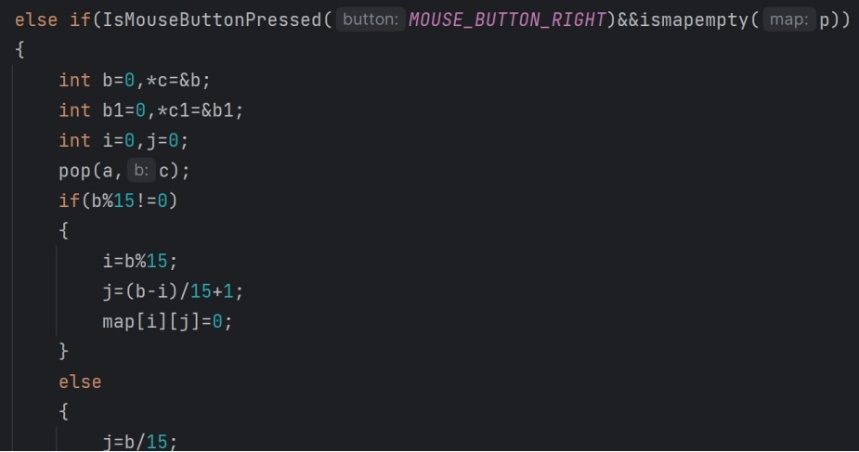 else if(IsMouseButtonPressed( button: MOUSE_BUTTON_RIGHT)&&ismapempty( map: p))
{
int b=0,*c=&b;
int b1=0,*c1=&b1;
int i=0,j=0;
pop(a, b: c);
if(b%15!=0)
{
i=b%15;
j=(b-i)/15+1;
map[i][j]=0;
}
else
{
j=b/15;